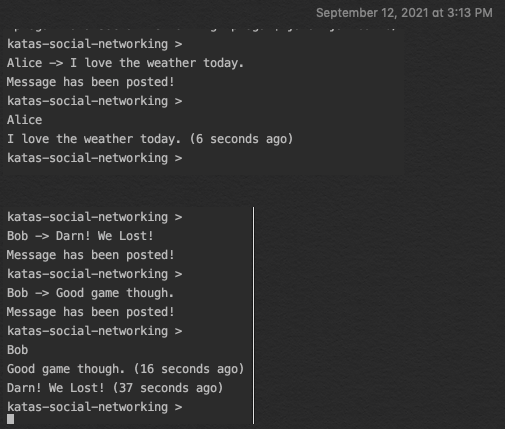 September 12, 2021 at 3:13 PM
katas-social-networking >
Alice -> I love the weather today.
Message has been posted!
katas-social-networking >
Alice
I love the weather today. (6 seconds ago)
katas-social-networking >
katas-social-networking >
Bob -> Darn! We Lost!
Message has been posted!
katas-social-networking >
Bob -> Good game though.
Message has been posted!
katas-social-networking >
Bob
Good game though. (16 seconds ago)
Darn! We Lost! (37 seconds ago)
katas-social-networking >